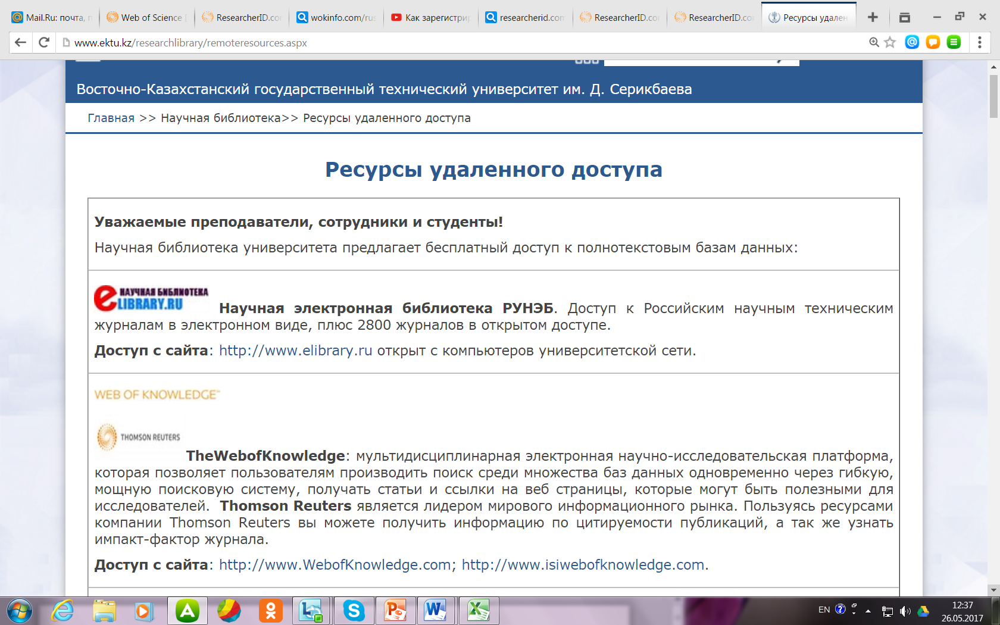 Mail.Ru: почта,
Web of Science
ResearcherID.co
wokinfo.com/rus
Как зарегистри
researcherid.com
ResearcherID.co
ResearcherID.co
Ресурсы удален
www.ektu.kz/researchlibrary/remoteresources.aspx
Восточно-Казахстанский государственный технический университет им. Д. Серикбаева
Главная >> Научная библиотека>> Ресурсы удаленного доступа
Ресурсы удаленного доступа
Уважаемые преподаватели, сотрудники и студенты!
Научная библиотека университета предлагает бесплатный доступ к полнотекстовым базам данных:
НАУЧНАЯ БИБЛИОТЕКА
eLIBRARY.RU
Научная электронная библиотека РУНЭБ. Доступ к Российским научным техническим
журналам в электронном виде, плюс 2800 журналов в открытом доступе.
Доступ с сайта: http://www.elibrary.ru открыт с компьютеров университетской сети.
WEB OF KNOWLEDGE™
THOMSON REUTERS
TheWebofKnowledge: мультидисциплинарная электронная научно-исследовательская платформа,
которая позволяет пользователям производить поиск среди множества баз данных одновременно через гибкую,
мощную поисковую систему, получать статьи и ссылки на веб страницы, которые могут быть полезными для
исследователей. Thomson Reuters является лидером мирового информационного рынка. Пользуясь ресурсами
компании Thomson Reuters вы можете получить информацию по цитируемости публикаций, а так же узнать
импакт-фактор журнала.
Доступ с сайта: http://www.WebofKnowledge.com; http://www.isiwebofknowledge.com.
EN
12:37
26.05.2017